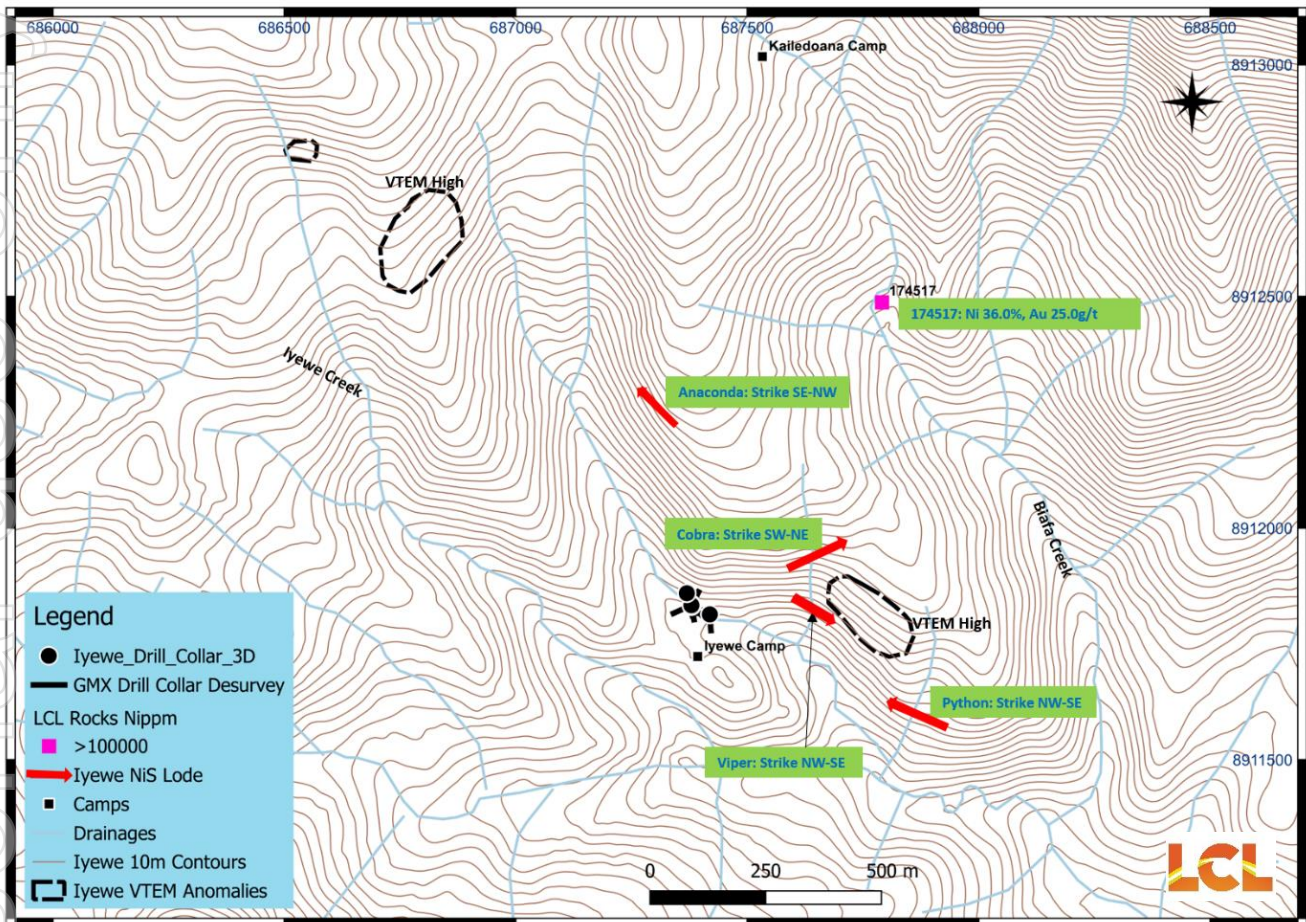 686000
686500
687000
687500
688000
688500
Kailedoana Camp
8913000
VTEM High
174517
8912500
174517: Ni 36.0%, Au 25.0g/t
Iyewe Creek
Anaconda: Strike SE-NW
Cobra: Strike SW-NE
8912000
Biafa Creek
VTEM High
Iyewe Camp
Python: Strike NW-SE
Viper: Strike NW-SE
8911500
Legend
Iyewe_Drill_Collar_3D
GMX Drill Collar Desurvey
LCL Rocks Nippm
>100000
Iyewe NiS Lode
Camps
Drainages
Iyewe 10m Contours
Iyewe VTEM Anomalies
0
250
500 m
LCL